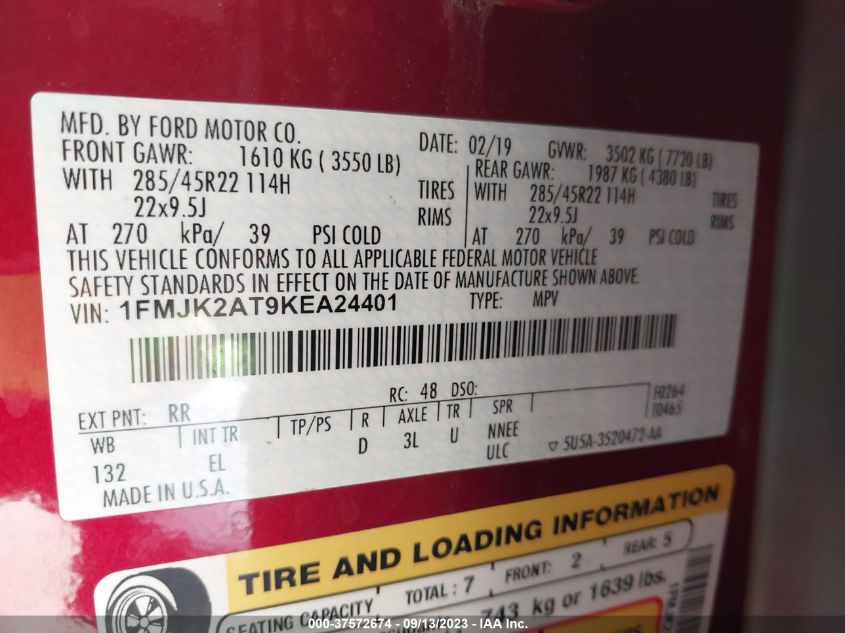 MFD. BY FORD MOTOR CO. DATE: 02/19 GVWR: 3502 KG ( 7720 LB)
FRONT GAWR: 1610 KG ( 3550 LB) REAR GAWR: 1987 KG ( 4380 LB)
WITH 285/45R22 114H TIRES WITH 285/45R22 114H TIRES
22x9.5J RIMS 22x9.5J RIMS
AT 270 kPa/ 39 PSI COLD AT 270 kPa/ 39 PSI COLD
THIS VEHICLE CONFORMS TO ALL APPLICABLE FEDERAL MOTOR VEHICLE
SAFETY STANDARDS IN EFFECT ON THE DATE OF MANUFACTURE SHOWN ABOVE.
VIN: 1FMJK2AT9KEA24401 TYPE: MPV
RC: 48 DSO: F0264
EXT PNT: RR T0465
WB INT TR TP/PS R AXLE TR SPR
132 EL D 3L U NNEE
ULC 5U5A-3520472-AA
MADE IN U.S.A.
TIRE AND LOADING INFORMATION
SEATING CAPACITY TOTAL : 7 FRONT: 2 REAR: 5
743 kg or 1639 lbs.
000-37572674 - 09/13/2023 - IAA Inc.